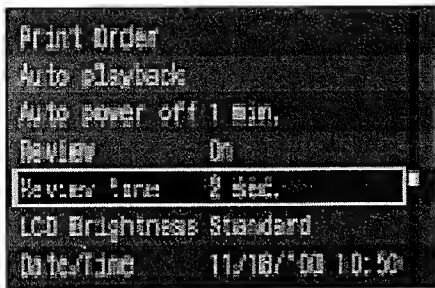 Print Order
Auto playback
Auto power off 1 min.
Review On
Review time 2 sec.
LCD Brightness Standard
Date/Time 11/18/'00 10:50